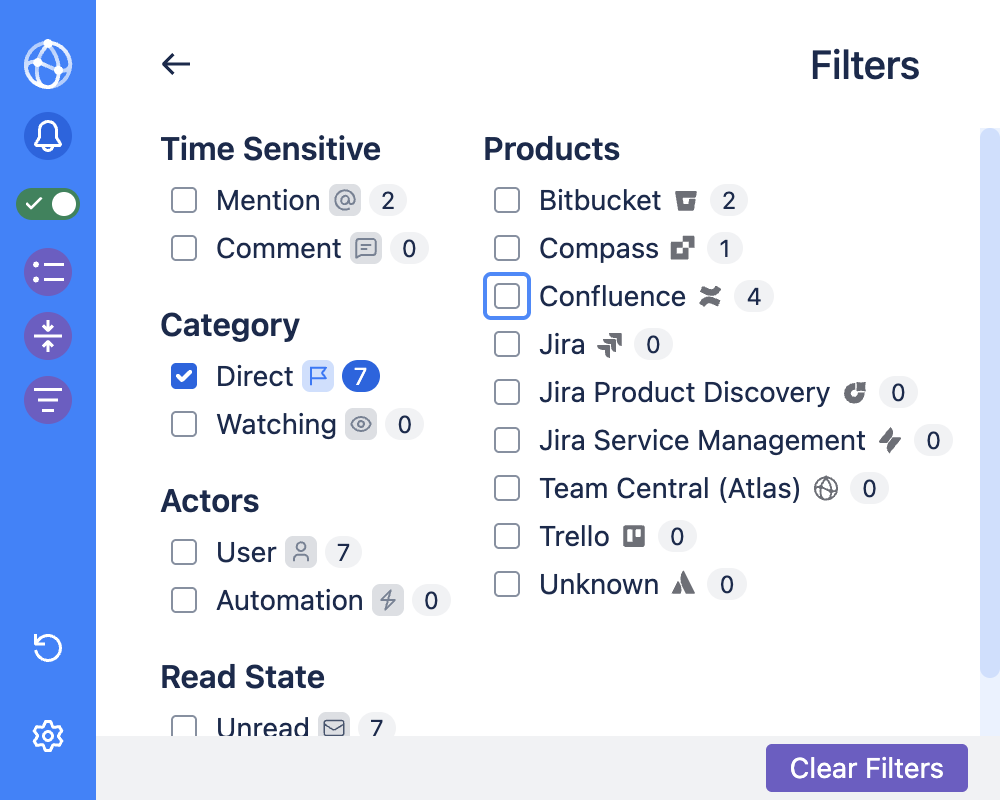 Filters
Time Sensitive
Mention 2
Comment 0
Category
Direct 7
Watching 0
Actors
User 7
Automation 0
Read State
Unread 7
Products
Bitbucket 2
Compass 1
Confluence 4
Jira 0
Jira Product Discovery 0
Jira Service Management 0
Team Central (Atlas) 0
Trello 0
Unknown 0
Clear Filters